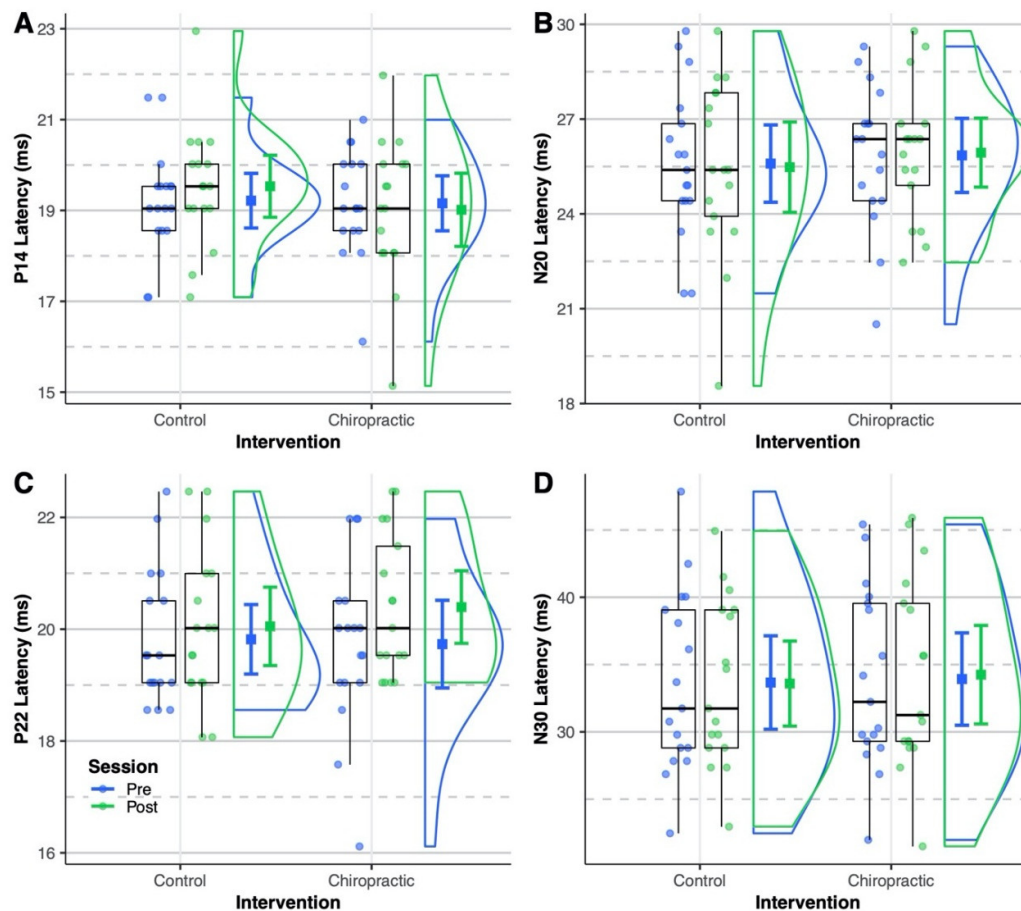 A
P14 Latency (ms)
23
21
19
17
15
Control
Chiropractic
Intervention
B
N20 Latency (ms)
30
27
24
21
18
Control
Chiropractic
Intervention
C
P22 Latency (ms)
22
20
18
16
Session
Pre
Post
Control
Chiropractic
Intervention
D
N30 Latency (ms)
40
30
Control
Chiropractic
Intervention